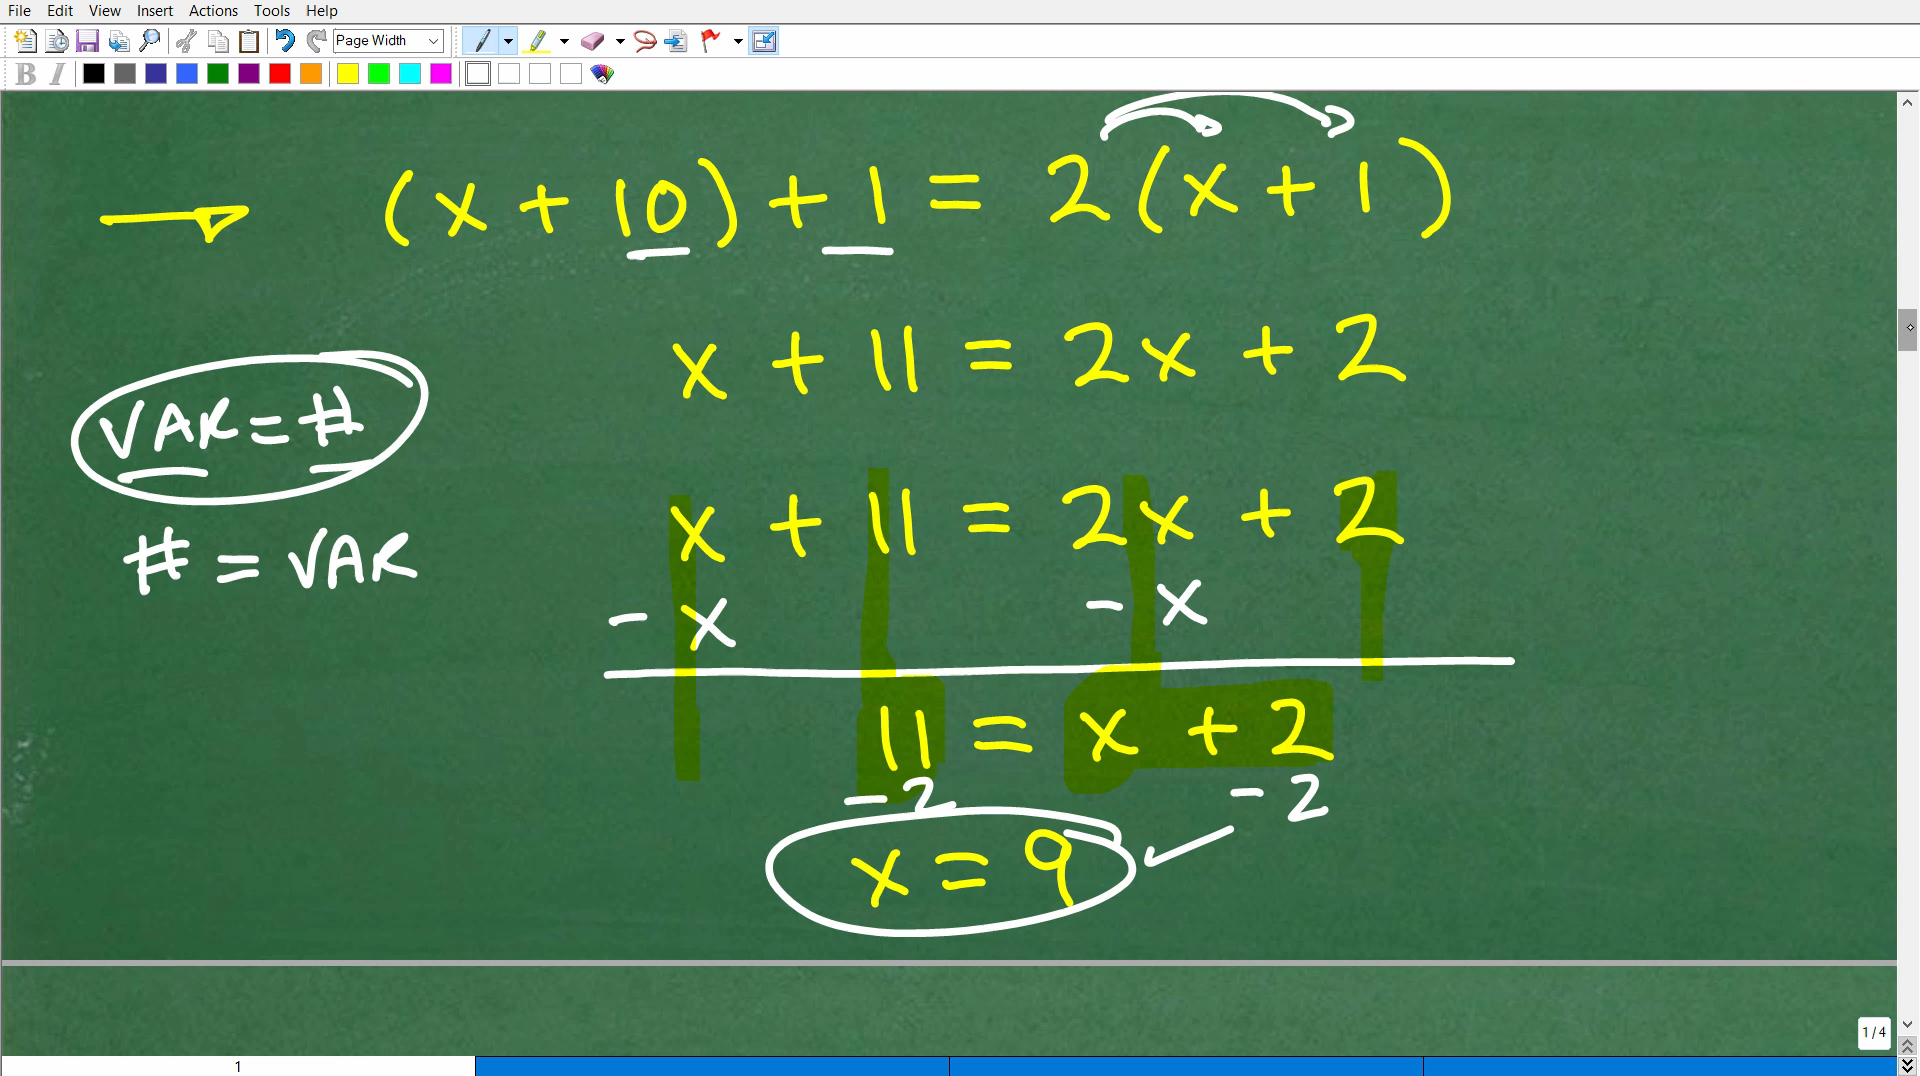 File Edit View Insert Actions Tools Help
Page Width
B I
(x + 10) + 1 = 2(x + 1)
x + 11 = 2x + 2
VAR = #
# = VAR
x + 11 = 2x + 2
- x - x
11 = x + 2
- 2 - 2
x = 9
1 / 4
1